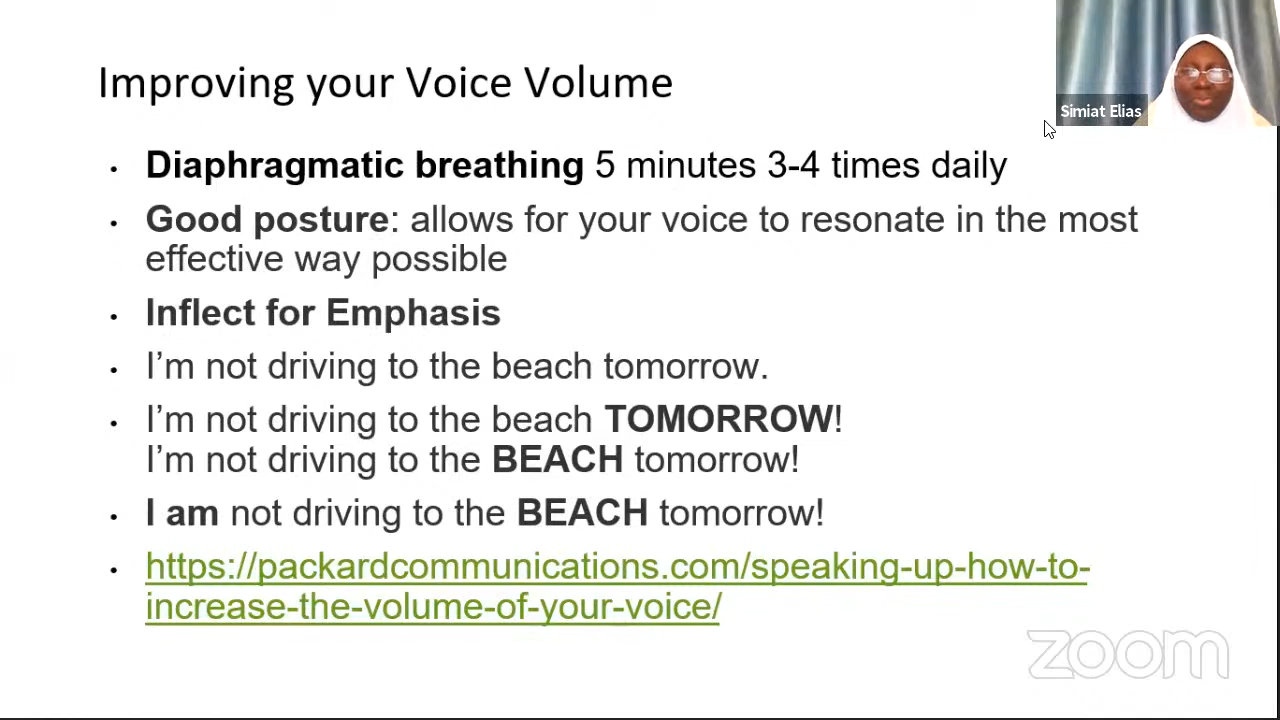 Improving your Voice Volume
Simiat Elias
• Diaphragmatic breathing 5 minutes 3-4 times daily
• Good posture: allows for your voice to resonate in the most
effective way possible
• Inflect for Emphasis
• I’m not driving to the beach tomorrow.
• I’m not driving to the beach TOMORROW!
I’m not driving to the BEACH tomorrow!
• I am not driving to the BEACH tomorrow!
• https://packardcommunications.com/speaking-up-how-to-
increase-the-volume-of-your-voice/
zoom